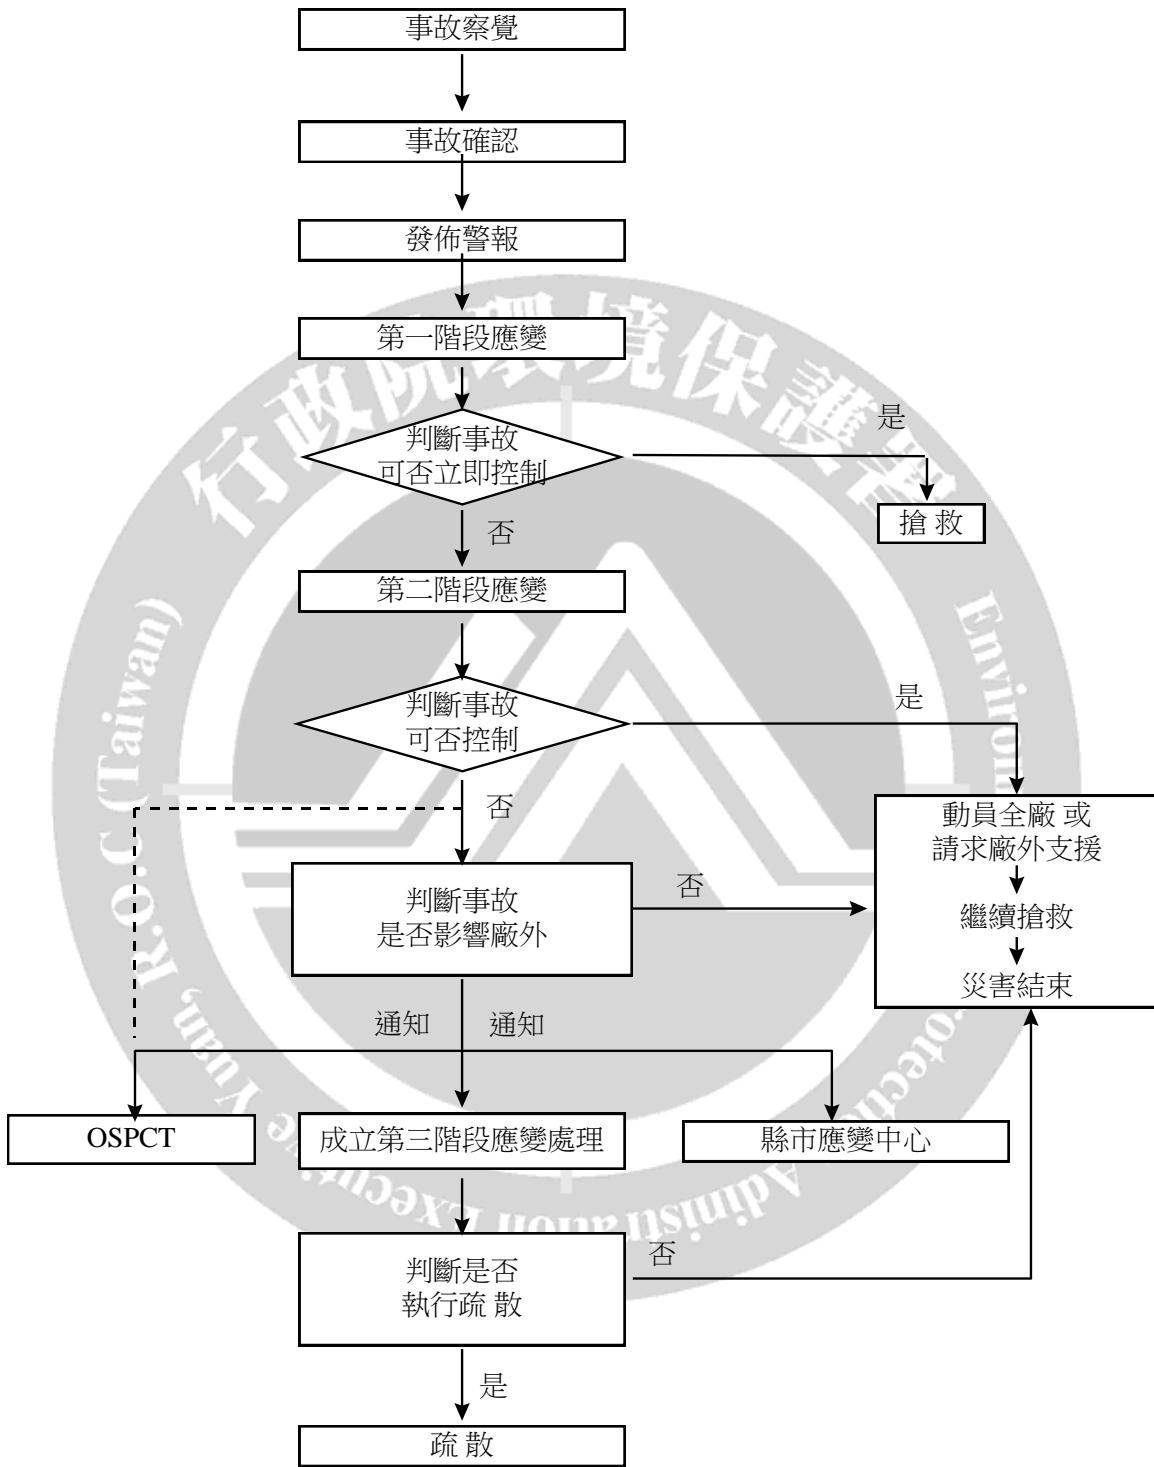 事故察覺
事故確認
發佈警報
第一階段應變
判斷事故
可否立即控制
是
搶 救
否
第二階段應變
判斷事故
可否控制
是
否
動員全廠 或
請求廠外支援
繼續搶救
災害結束
判斷事故
是否影響廠外
否
通知
通知
OSPCT
成立第三階段應變處理
縣市應變中心
判斷是否
執行疏 散
否
是
疏 散
行政院環境保護署
R.O.C (Taiwan)